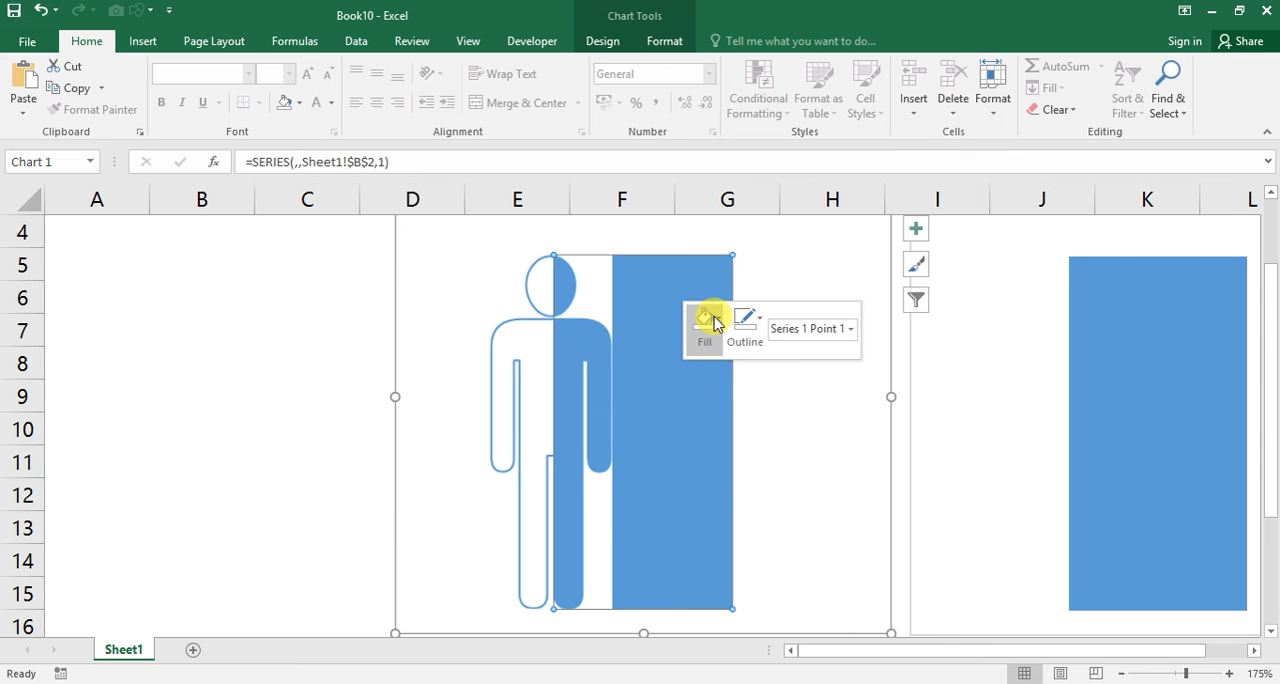 Book10 - Excel
Chart Tools
File Home Insert Page Layout Formulas Data Review View Developer Design Format Tell me what you want to do... Sign in Share
Paste
Cut
Copy
Format Painter
Clipboard
B I U A
Font
Wrap Text
Merge & Center
Alignment
General
%
Number
Conditional Formatting
Format as Table
Cell Styles
Styles
Insert
Delete
Format
Cells
AutoSum
Fill
Clear
Sort & Filter
Find & Select
Editing
Chart 1 fx =SERIES(,,Sheet1!$B$2,1)
A B C D E F G H I J K L
4
5
6
7
8
9
10
11
12
13
14
15
16
Fill
Outline
Series 1 Point 1
Sheet1
Ready
175%